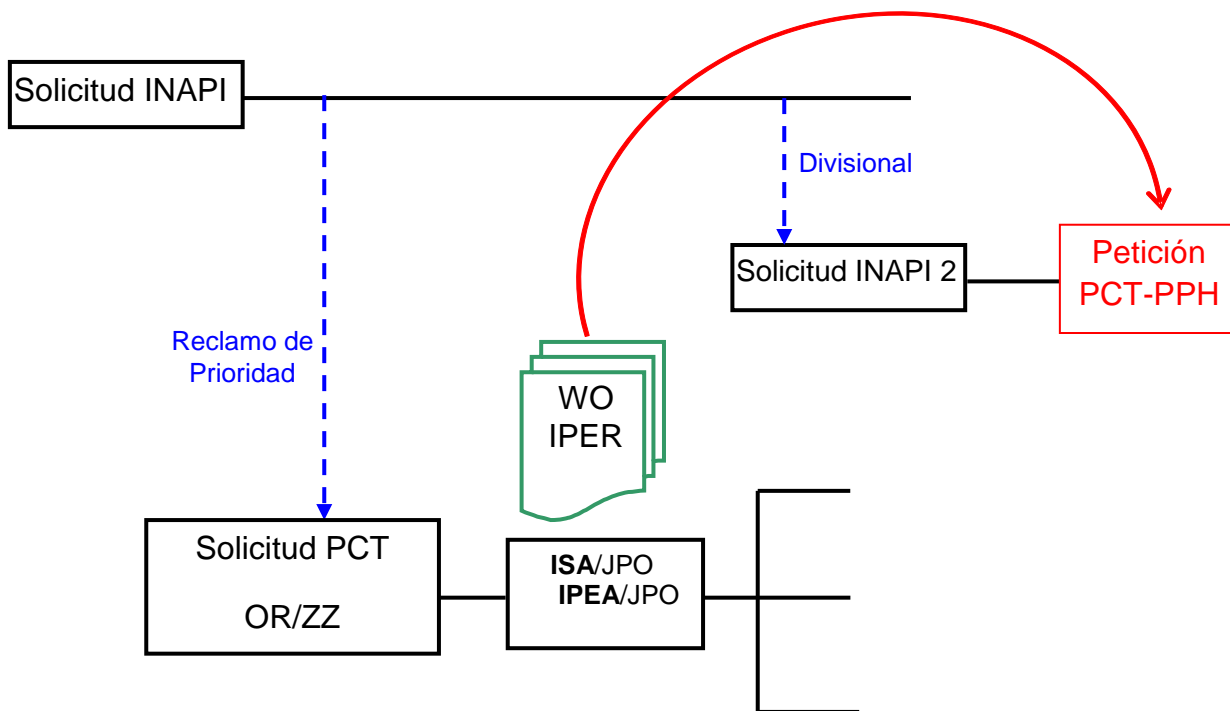 Solicitud INAPI
Divisional
Solicitud INAPI 2
Petición
PCT-PPH
Reclamo de
Prioridad
WO
IPER
Solicitud PCT
OR/ZZ
ISA/JPO
IPEA/JPO